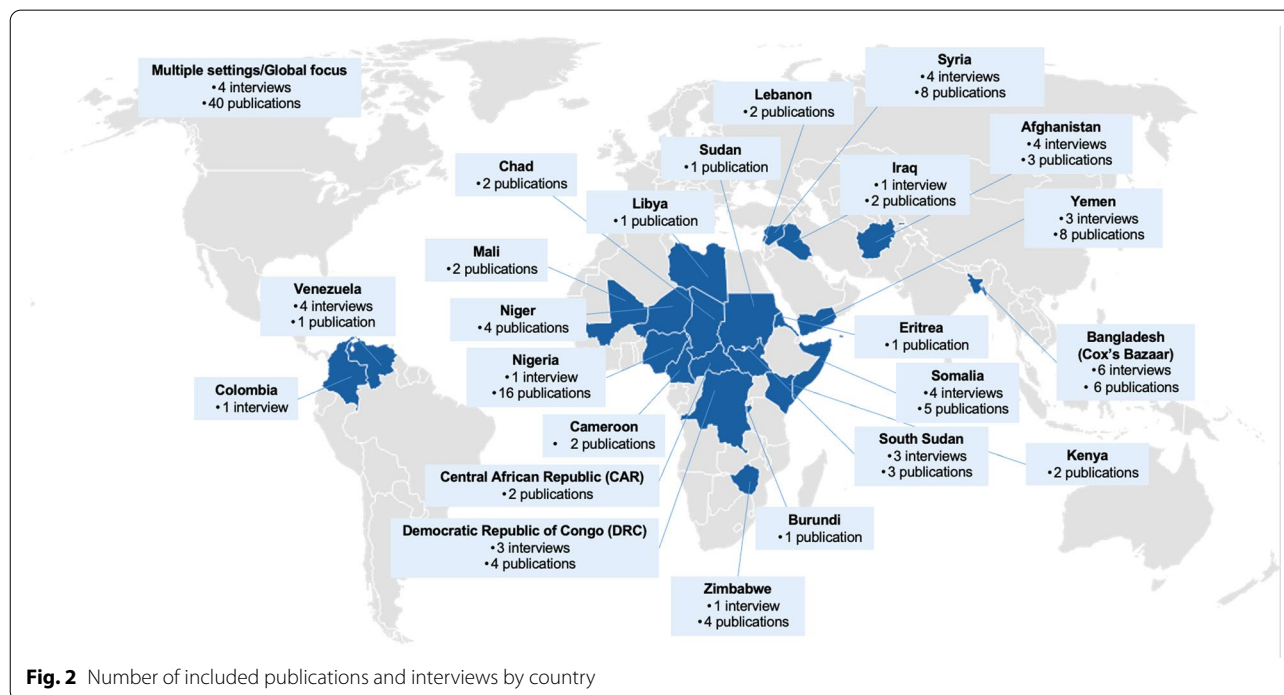 Multiple settings/Global focus
• 4 interviews
• 40 publications
Syria
• 4 interviews
• 8 publications
Lebanon
• 2 publications
Afghanistan
• 4 interviews
• 3 publications
Sudan
• 1 publication
Chad
• 2 publications
Iraq
• 1 interview
• 2 publications
Libya
• 1 publication
Yemen
• 3 interviews
• 8 publications
Mali
• 2 publications
Venezuela
• 4 interviews
• 1 publication
Niger
• 4 publications
Eritrea
• 1 publication
Bangladesh
(Cox's Bazaar)
• 6 interviews
• 6 publications
Nigeria
• 1 interview
• 16 publications
Somalia
• 4 interviews
• 5 publications
Colombia
• 1 interview
Cameroon
• 2 publications
South Sudan
• 3 interviews
• 3 publications
Kenya
• 2 publications
Central African Republic (CAR)
• 2 publications
Burundi
• 1 publication
Democratic Republic of Congo (DRC)
• 3 interviews
• 4 publications
Zimbabwe
• 1 interview
• 4 publications
Fig. 2 Number of included publications and interviews by country